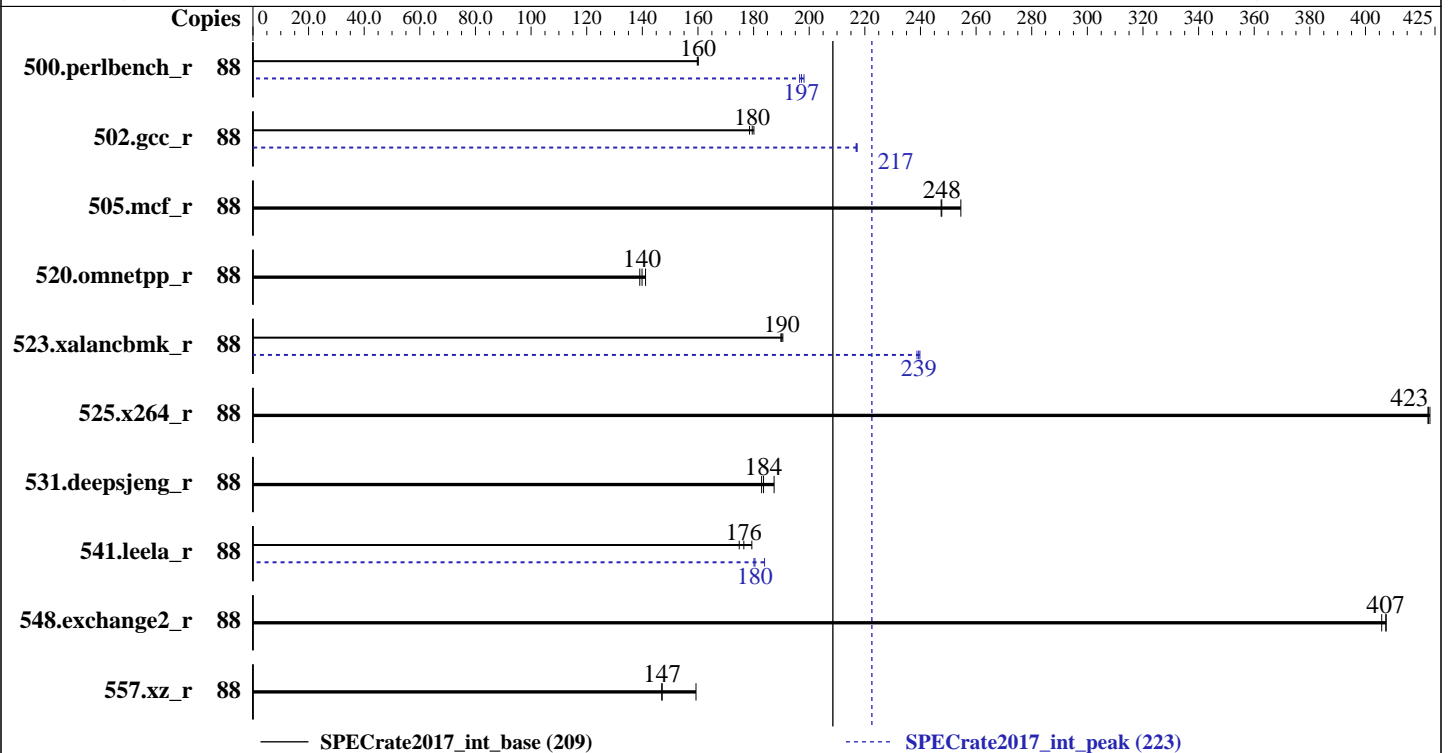 Copies 0 20.0 40.0 60.0 80.0 100 120 140 160 180 200 220 240 260 280 300 320 340 360 380 400 425
500.perlbench_r 88 160
197
502.gcc_r 88 180
217
505.mcf_r 88 248
520.omnetpp_r 88 140
523.xalancbmk_r 88 190
239
525.x264_r 88 423
531.deepsjeng_r 88 184
541.leela_r 88 176
180
548.exchange2_r 88 407
557.xz_r 88 147
SPECrate2017_int_base (209) SPECrate2017_int_peak (223)